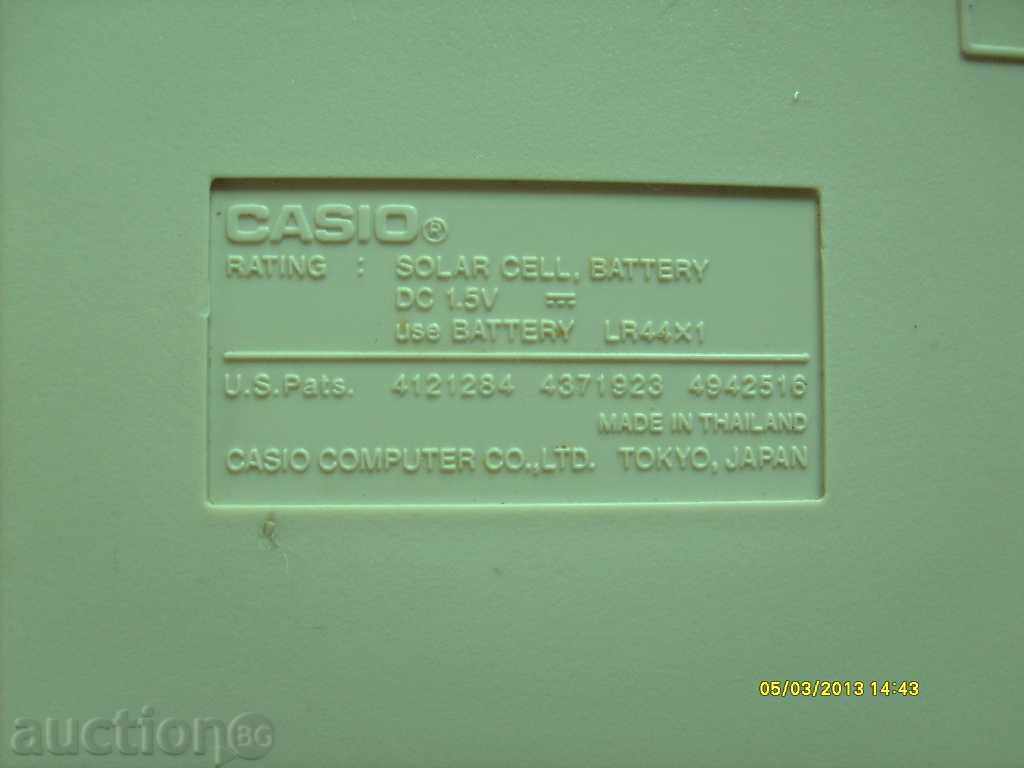 CASIO®
RATING : SOLAR CELL, BATTERY
DC 1.5V ⎓
use BATTERY LR44X1
U.S.Pats. 4121284 4371923 4942516
MADE IN THAILAND
CASIO COMPUTER CO.,LTD. TOKYO, JAPAN
05/03/2013 14:43
auction BG